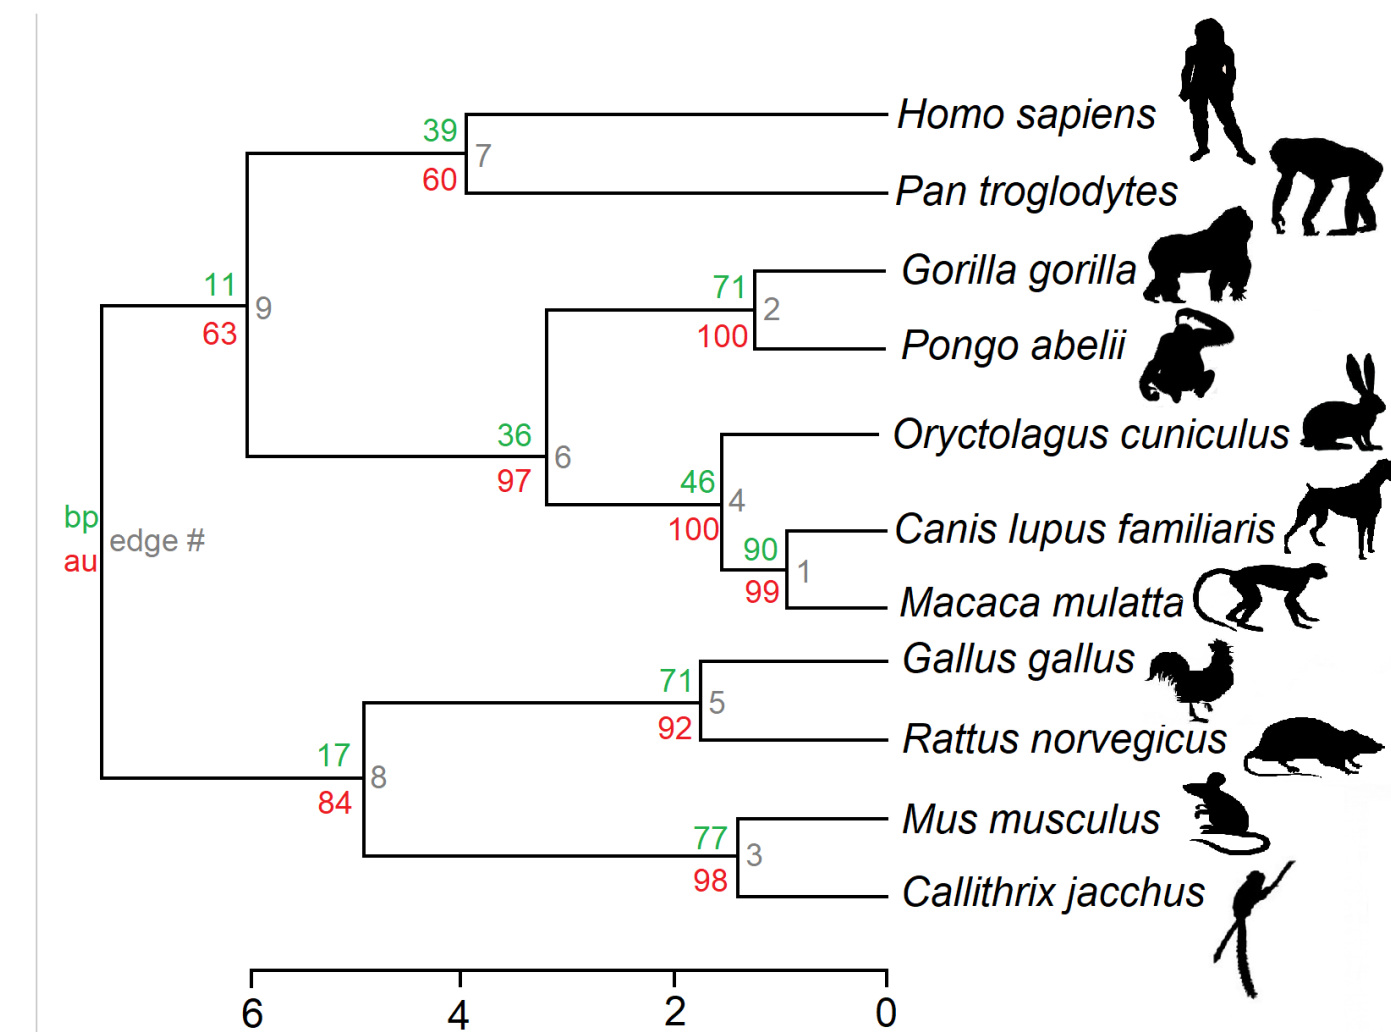 Homo sapiens
39
7
60
Pan troglodytes
11
9
63
Gorilla gorilla
71
2
100
Pongo abelii
36
6
97
Oryctolagus cuniculus
46
4
100
Canis lupus familiaris
90
1
99
Macaca mulatta
bp
edge #
au
Gallus gallus
71
5
92
Rattus norvegicus
17
8
84
Mus musculus
77
3
98
Callithrix jacchus
6 4 2 0